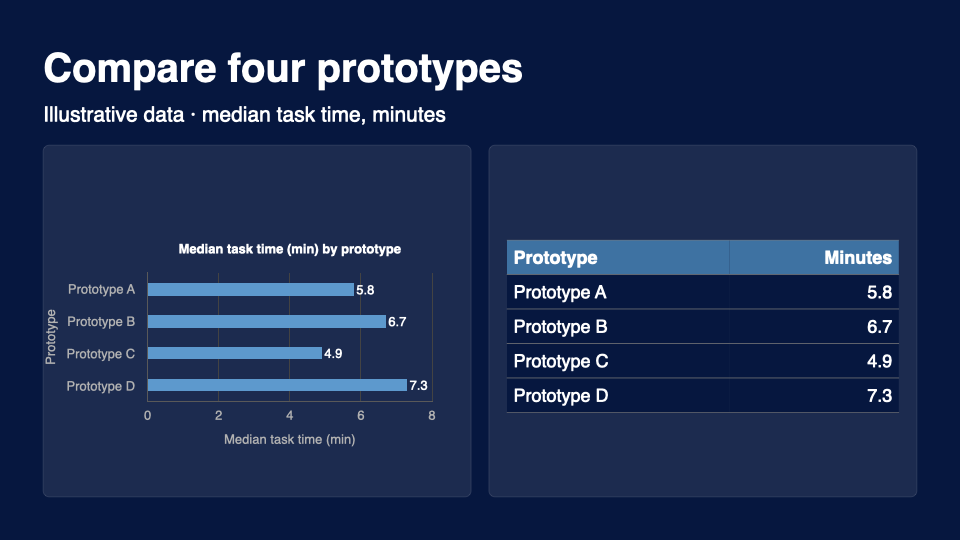 Compare four prototypes
Illustrative data · median task time, minutes
Median task time (min) by prototype
Prototype
Prototype A 5.8
Prototype B 6.7
Prototype C 4.9
Prototype D 7.3
0 2 4 6 8
Median task time (min)
Prototype Minutes
Prototype A 5.8
Prototype B 6.7
Prototype C 4.9
Prototype D 7.3